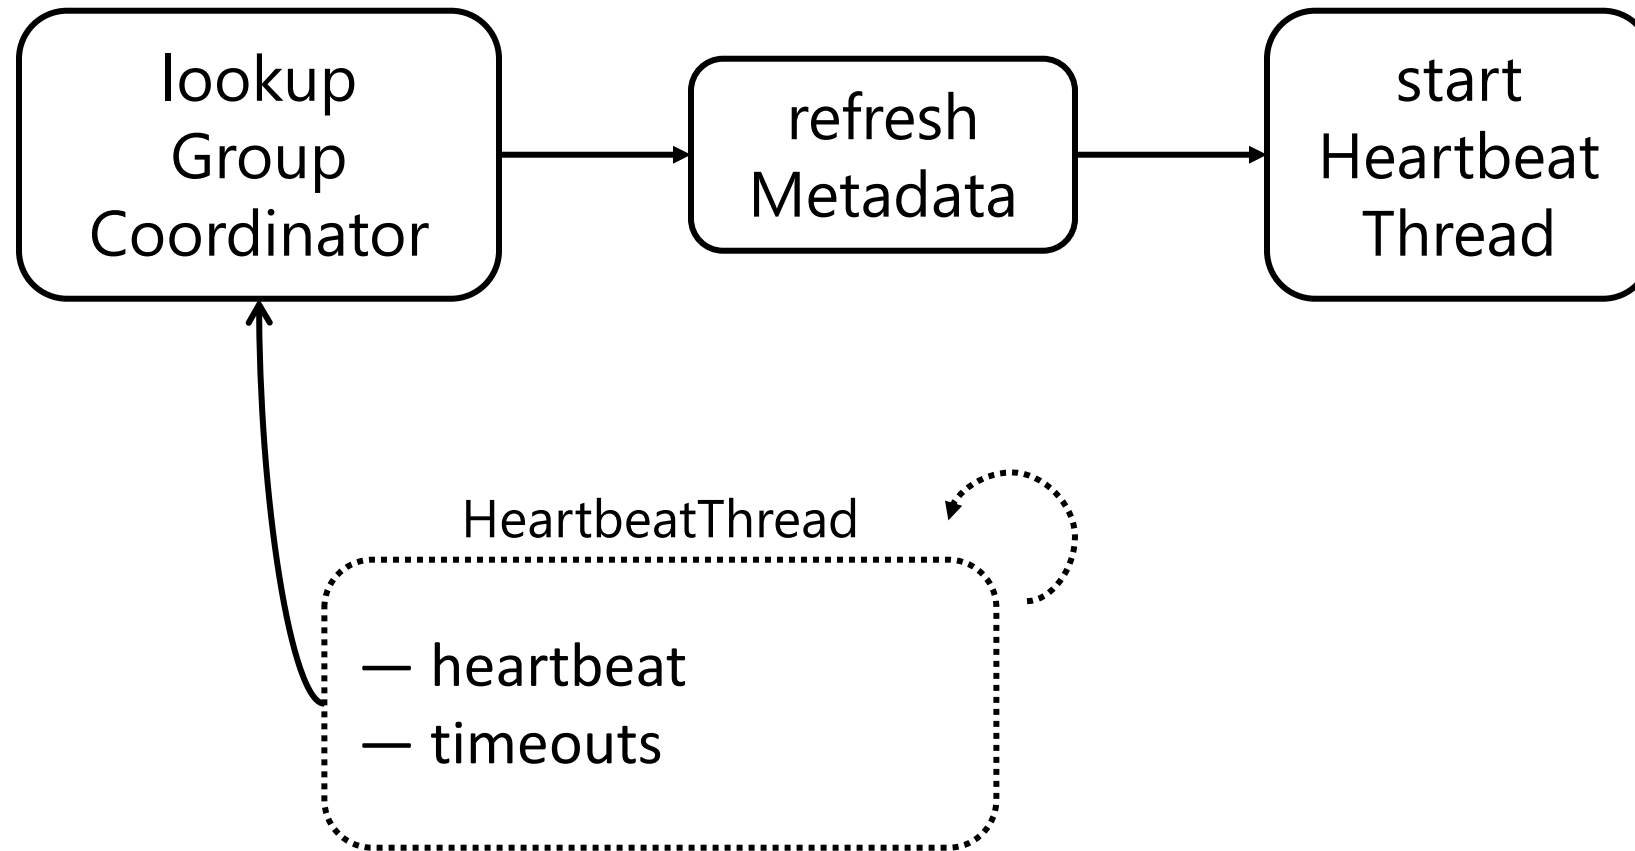 lookup
Group
Coordinator
refresh
Metadata
start
Heartbeat
Thread
HeartbeatThread
— heartbeat
— timeouts